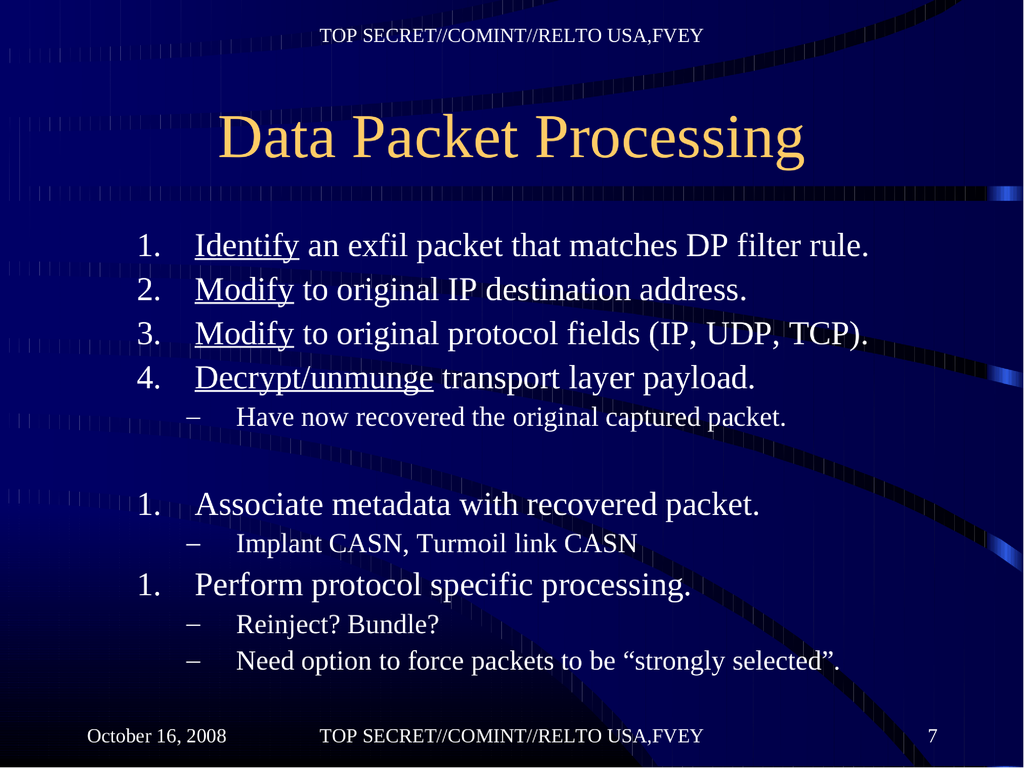 TOP SECRET//COMINT//RELTO USA,FVEY
Data Packet Processing
1. Identify an exfil packet that matches DP filter rule.
2. Modify to original IP destination address.
3. Modify to original protocol fields (IP, UDP, TCP).
4. Decrypt/unmunge transport layer payload.
– Have now recovered the original captured packet.
1. Associate metadata with recovered packet.
– Implant CASN, Turmoil link CASN
1. Perform protocol specific processing.
– Reinject? Bundle?
– Need option to force packets to be “strongly selected”.
October 16, 2008 TOP SECRET//COMINT//RELTO USA,FVEY 7